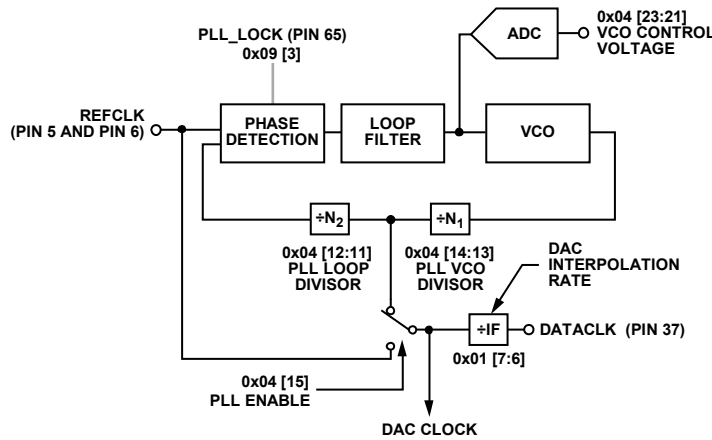 PLL_LOCK (PIN 65)
0x09 [3]
ADC
0x04 [23:21]
VCO CONTROL
VOLTAGE
REFCLK
(PIN 5 AND PIN 6)
PHASE
DETECTION
LOOP
FILTER
VCO
÷N2
÷N1
0x04 [12:11]
PLL LOOP
DIVISOR
0x04 [14:13]
PLL VCO
DIVISOR
DAC
INTERPOLATION
RATE
÷IF
DATACLK (PIN 37)
0x01 [7:6]
0x04 [15]
PLL ENABLE
DAC CLOCK